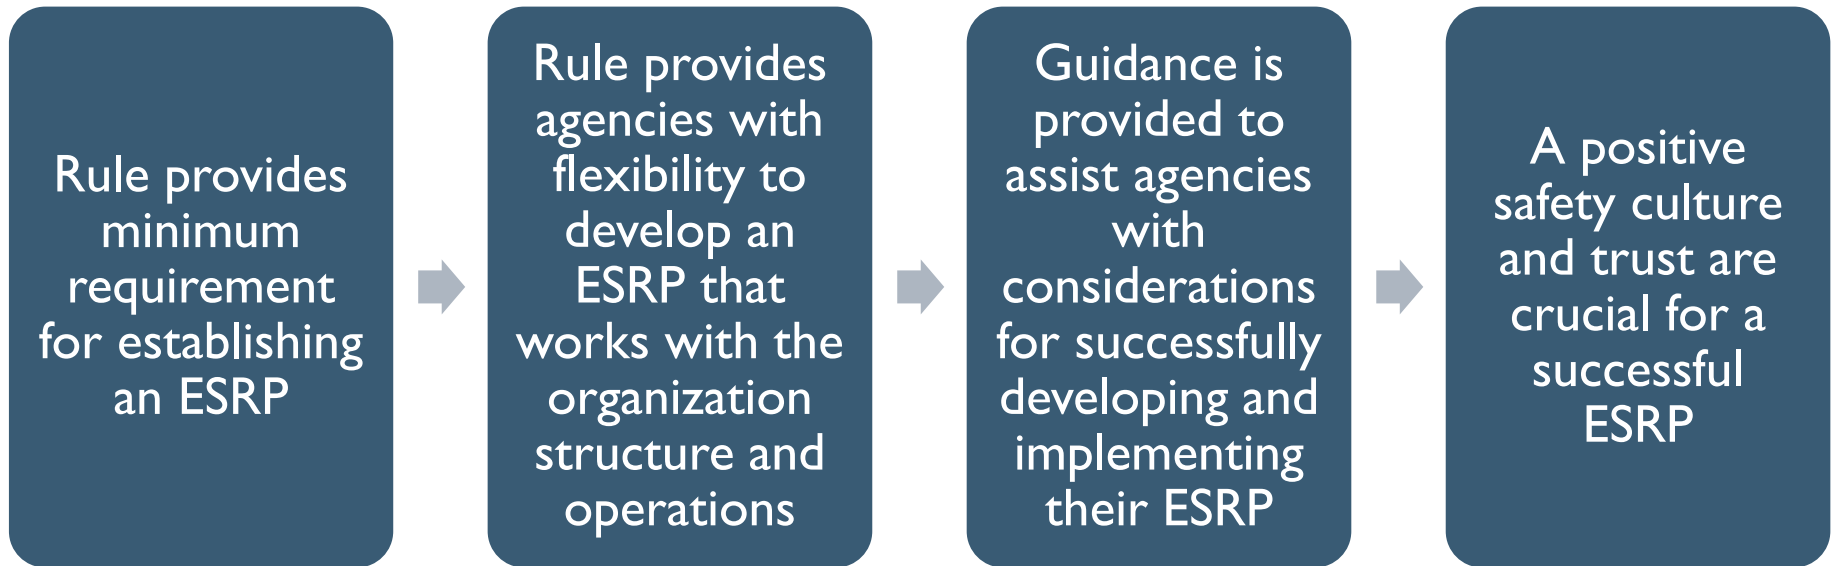 Rule provides
minimum
requirement
for establishing
an ESRP
Rule provides
agencies with
flexibility to
develop an
ESRP that
works with the
organization
structure and
operations
Guidance is
provided to
assist agencies
with
considerations
for successfully
developing and
implementing
their ESRP
A positive
safety culture
and trust are
crucial for a
successful
ESRP